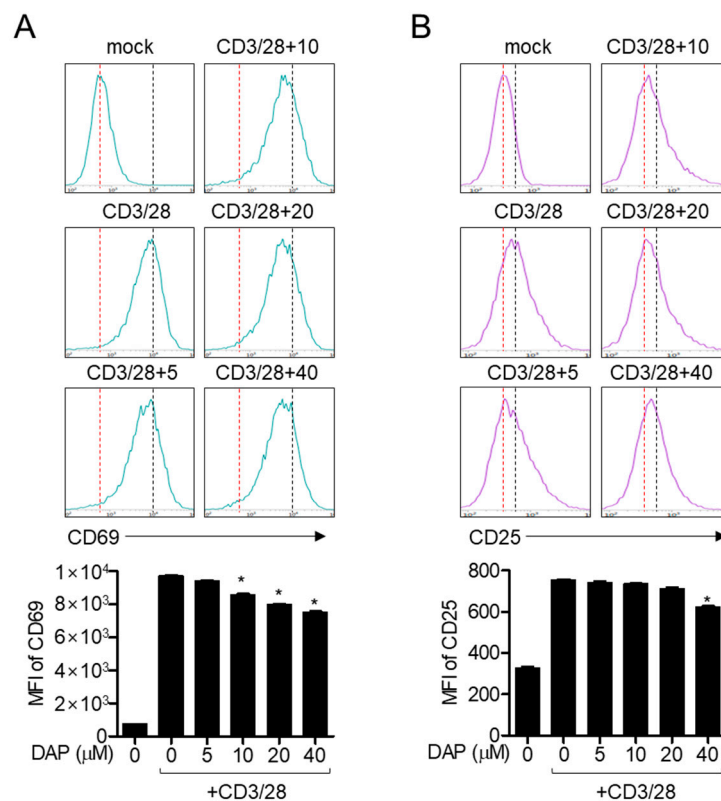 A
B
mock
CD3/28+10
CD3/28
CD3/28+20
CD3/28+5
CD3/28+40
CD69
MFI of CD69
1×10⁴
8×10³
6×10³
4×10³
2×10³
0
*
*
*
DAP (μM) 0 0 5 10 20 40
+CD3/28
mock
CD3/28+10
CD3/28
CD3/28+20
CD3/28+5
CD3/28+40
CD25
MFI of CD25
800
600
400
200
0
*
DAP (μM) 0 0 5 10 20 40
+CD3/28